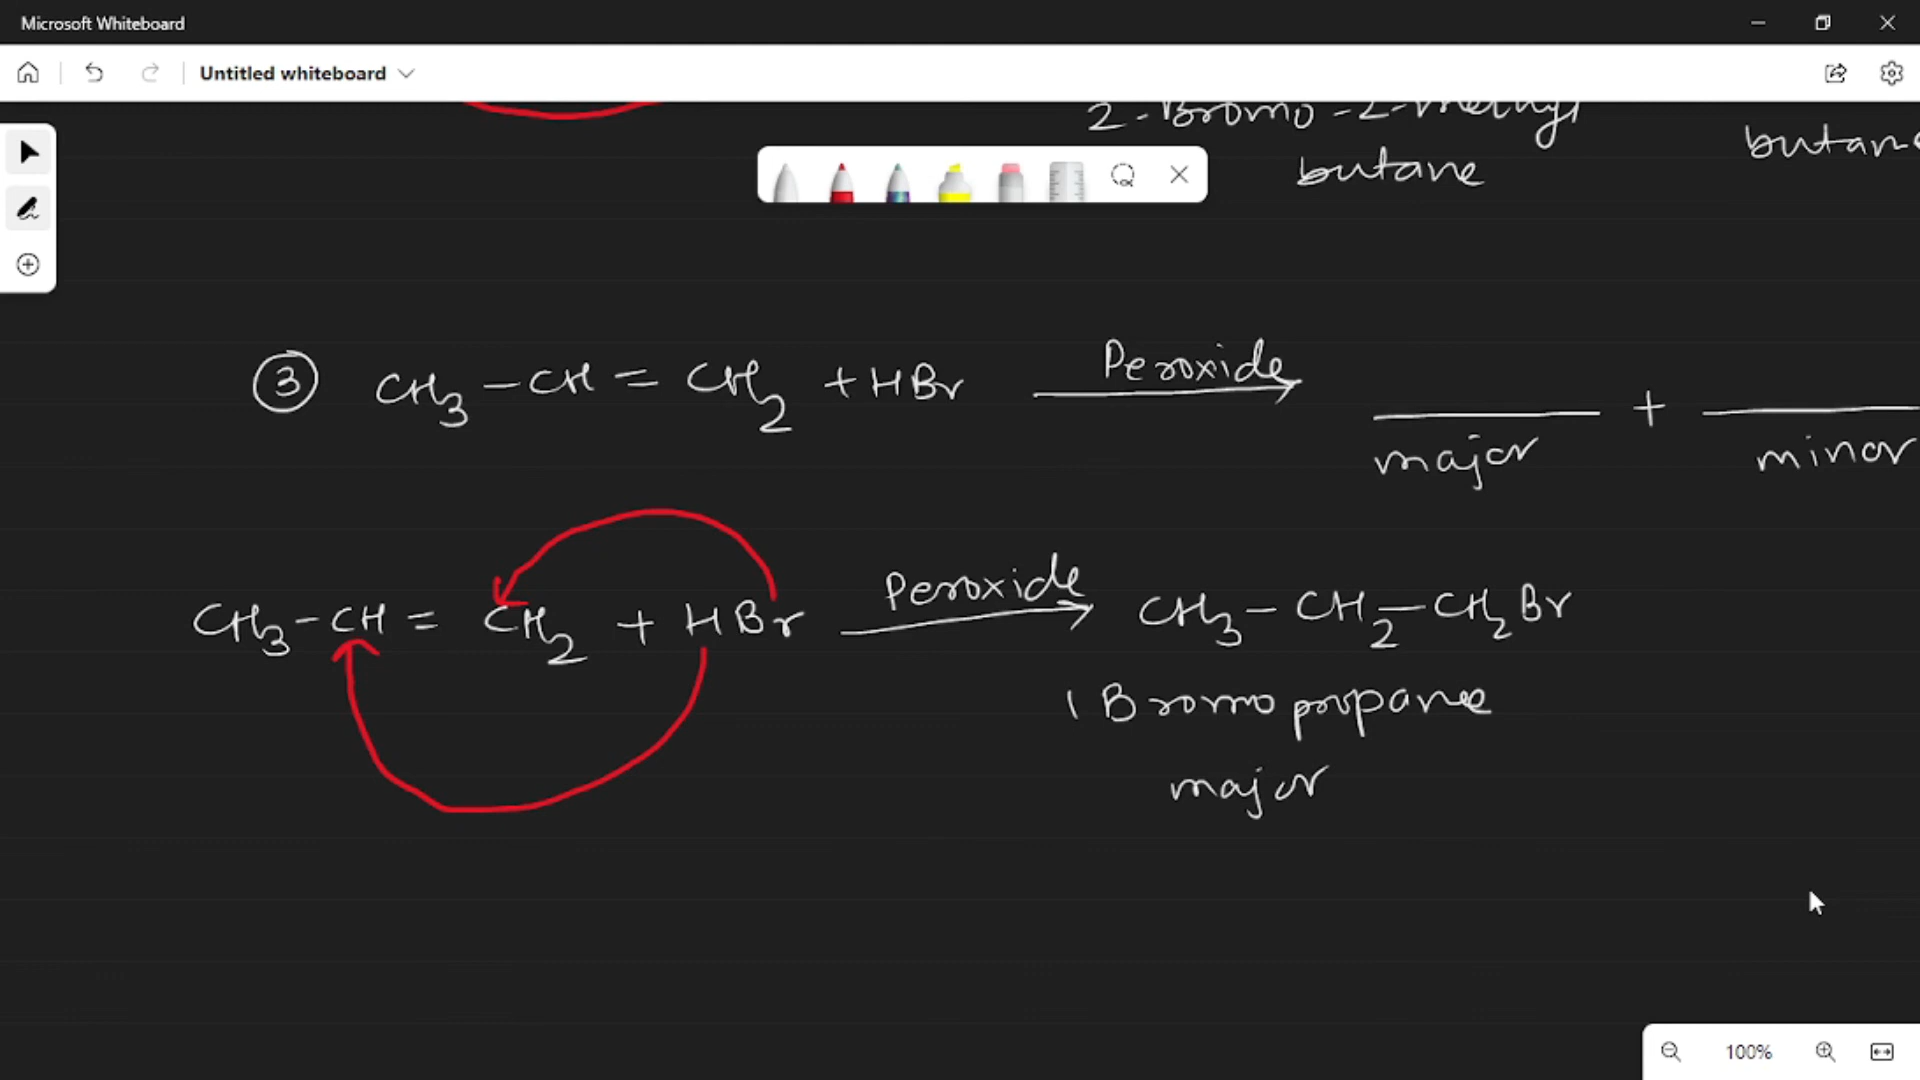 Microsoft Whiteboard
Untitled whiteboard
2-Bromo-2-methyl
butane
butan
③ CH₃-CH=CH₂ + HBr Peroxide
major + minor
CH₃-CH=CH₂ + HBr Peroxide CH₃-CH₂-CH₂Br
1 Bromo propane
major
100%